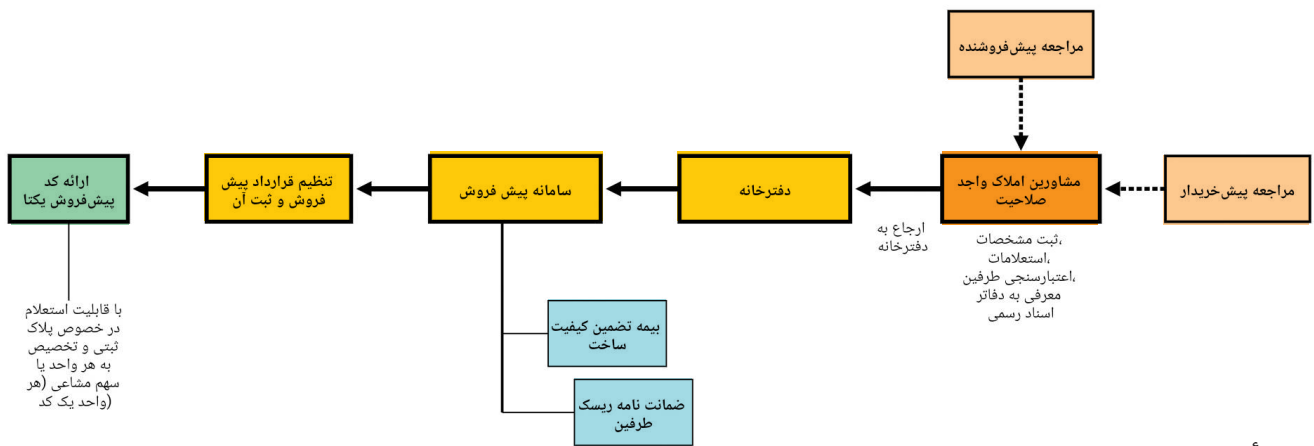 مراجعه پیش‌فروشنده
مراجعه پیش‌خریدار
مشاورین املاک واجد
صلاحیت
ثبت مشخصات،
استعلامات،
اعتبارسنجی طرفین،
معرفی به دفاتر
اسناد رسمی
ارجاع به
دفترخانه
دفترخانه
سامانه پیش فروش
بیمه تضمین کیفیت
ساخت
ضمانت نامه ریسک
طرفین
تنظیم قرارداد پیش
فروش و ثبت آن
ارائه کد
پیش‌فروش یکتا
با قابلیت استعلام
در خصوص پلاک
ثبتی و تخصیص
به هر واحد یا
سهم مشاعی (هر
واحد یک کد)